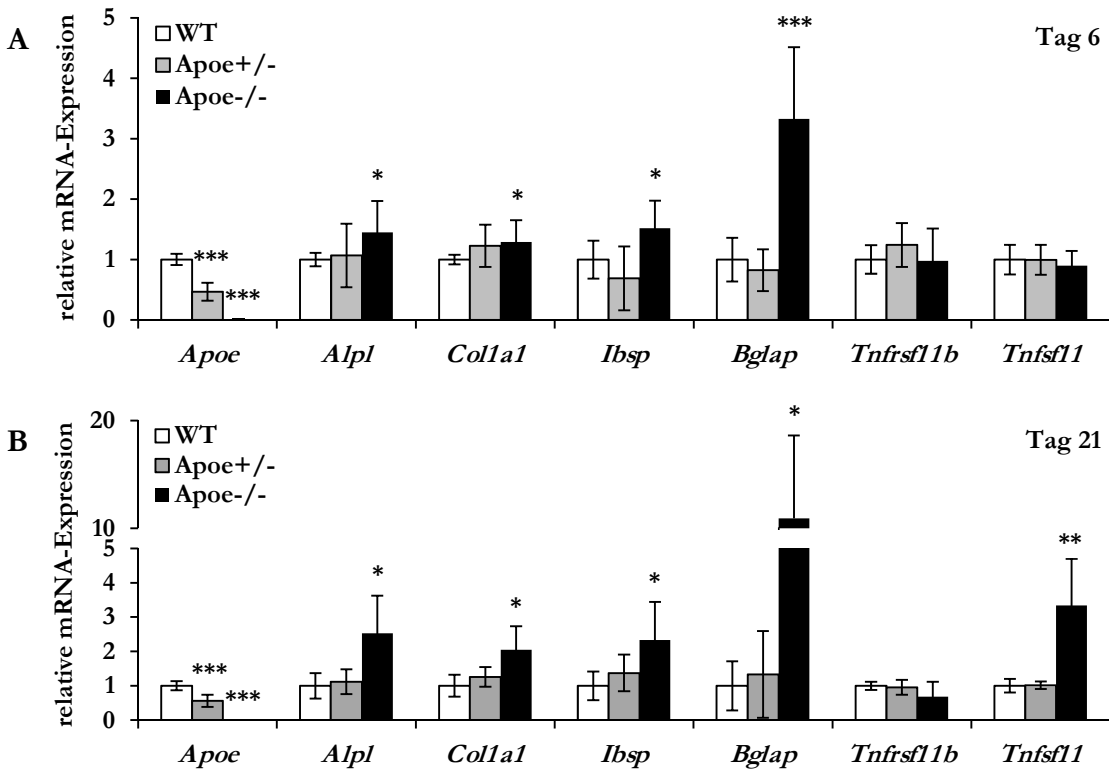 A
Tag 6
relative mRNA-Expression
WT
Apoe+/-
Apoe-/-
5
4
3
2
1
0
***
***
*
*
*
***
Apoe
Alpl
Col1a1
Ibsp
Bglap
Tnfrsf11b
Tnfsf11
B
Tag 21
relative mRNA-Expression
WT
Apoe+/-
Apoe-/-
20
10
5
4
3
2
1
0
***
***
*
*
*
*
**
Apoe
Alpl
Col1a1
Ibsp
Bglap
Tnfrsf11b
Tnfsf11